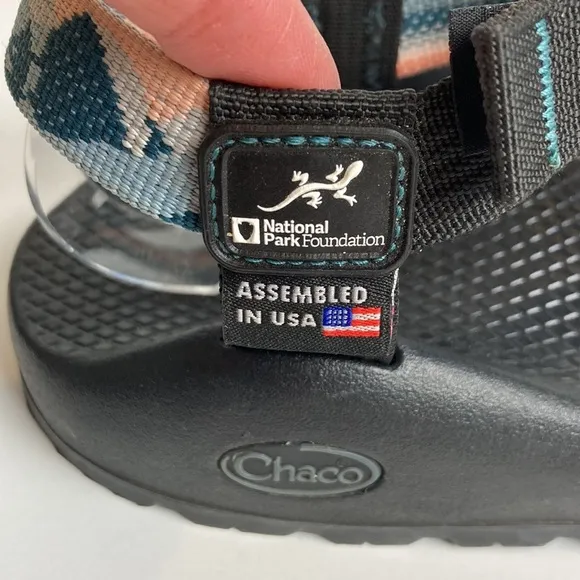 National
Park Foundation
ASSEMBLED
IN USA
Chaco